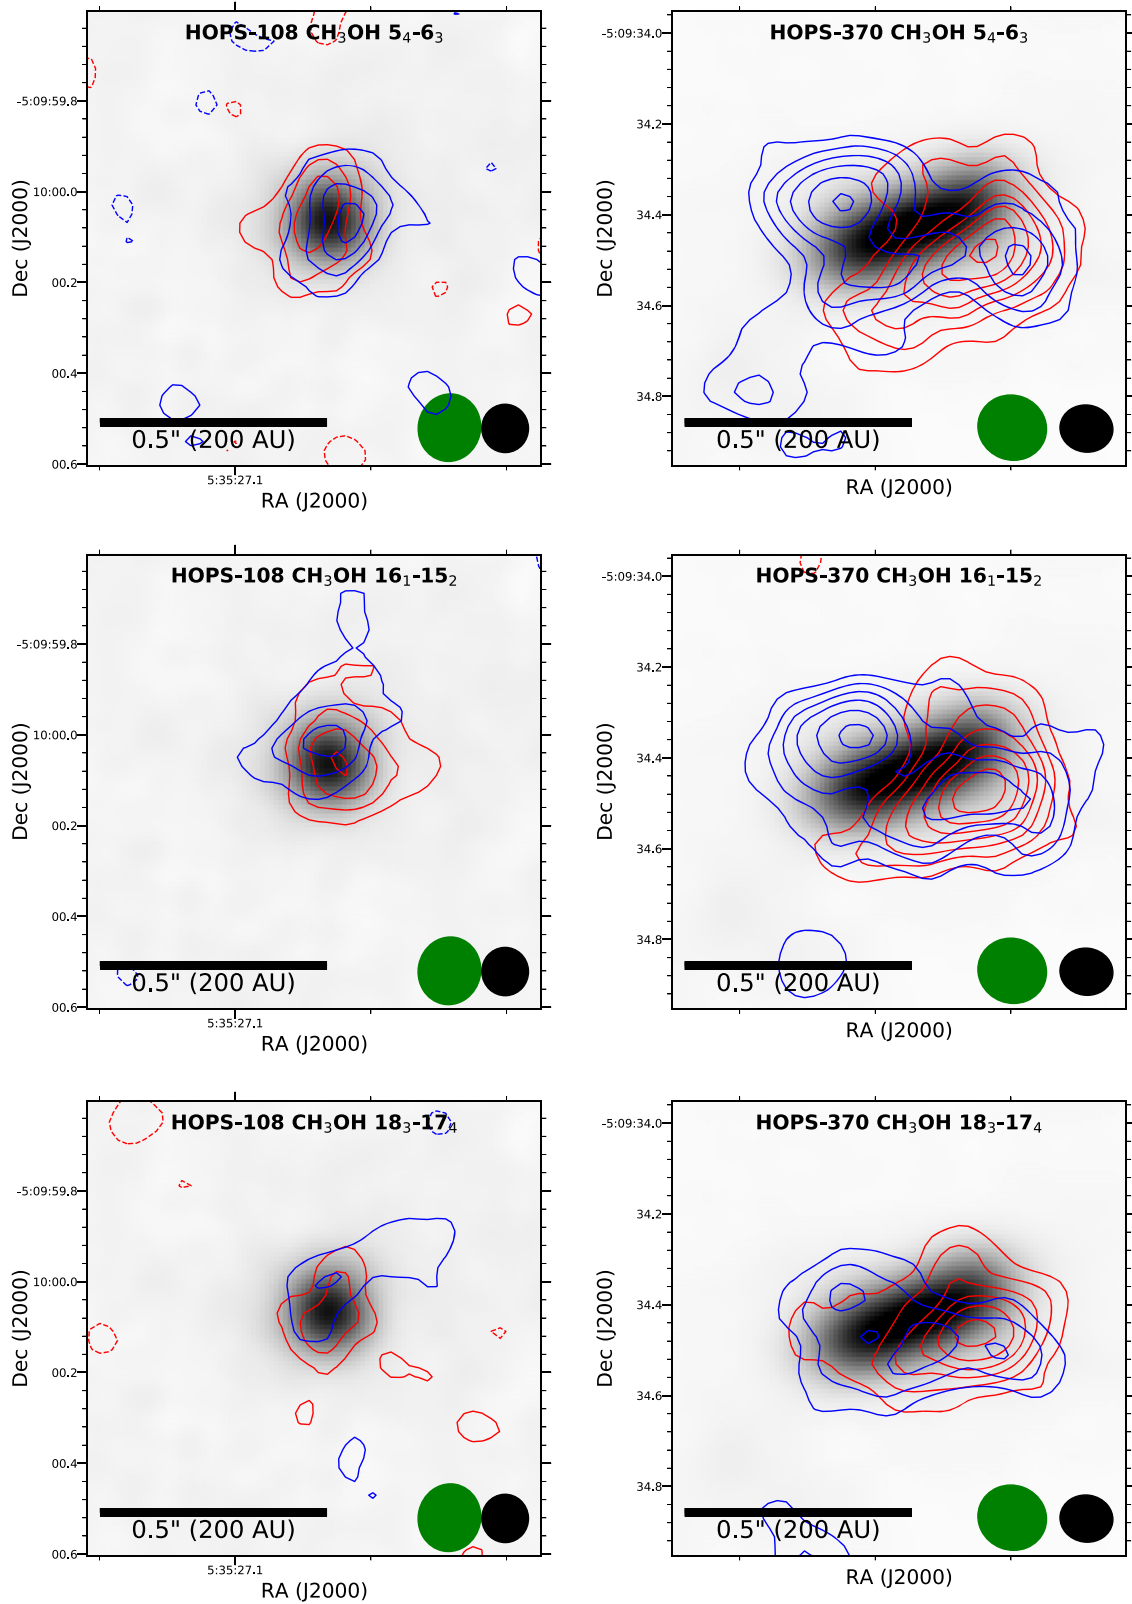 HOPS-108 CH₃OH 5₄-6₃
-5:09:59.8
10:00.0
00.2
00.4
00.6
Dec (J2000)
0.5" (200 AU)
5:35:27.1
RA (J2000)
HOPS-370 CH₃OH 5₄-6₃
-5:09:34.0
34.2
34.4
34.6
34.8
Dec (J2000)
0.5" (200 AU)
RA (J2000)
HOPS-108 CH₃OH 16₁-15₂
-5:09:59.8
10:00.0
00.2
00.4
00.6
Dec (J2000)
0.5" (200 AU)
5:35:27.1
RA (J2000)
HOPS-370 CH₃OH 16₁-15₂
-5:09:34.0
34.2
34.4
34.6
34.8
Dec (J2000)
0.5" (200 AU)
RA (J2000)
HOPS-108 CH₃OH 18₃-17₄
-5:09:59.8
10:00.0
00.2
00.4
00.6
Dec (J2000)
0.5" (200 AU)
5:35:27.1
RA (J2000)
HOPS-370 CH₃OH 18₃-17₄
-5:09:34.0
34.2
34.4
34.6
34.8
Dec (J2000)
0.5" (200 AU)
RA (J2000)